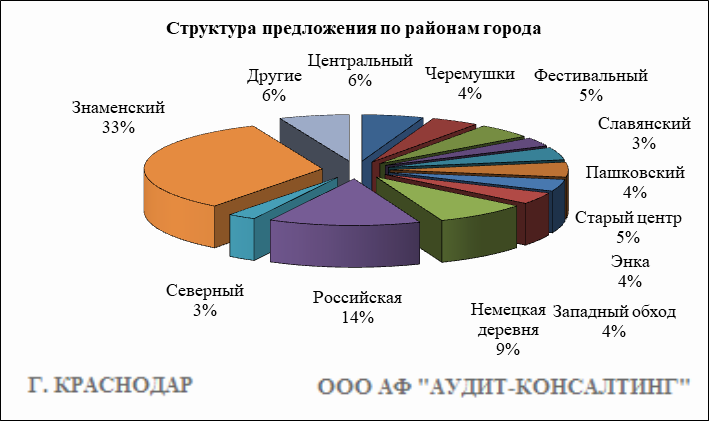 Структура предложения по районам города
Центральный
6%
Черемушки
4%
Фестивальный
5%
Славянский
3%
Пашковский
4%
Старый центр
5%
Энка
4%
Западный обход
4%
Немецкая
деревня
9%
Российская
14%
Северный
3%
Знаменский
33%
Другие
6%
Г. КРАСНОДАР
ООО АФ "АУДИТ-КОНСАЛТИНГ"